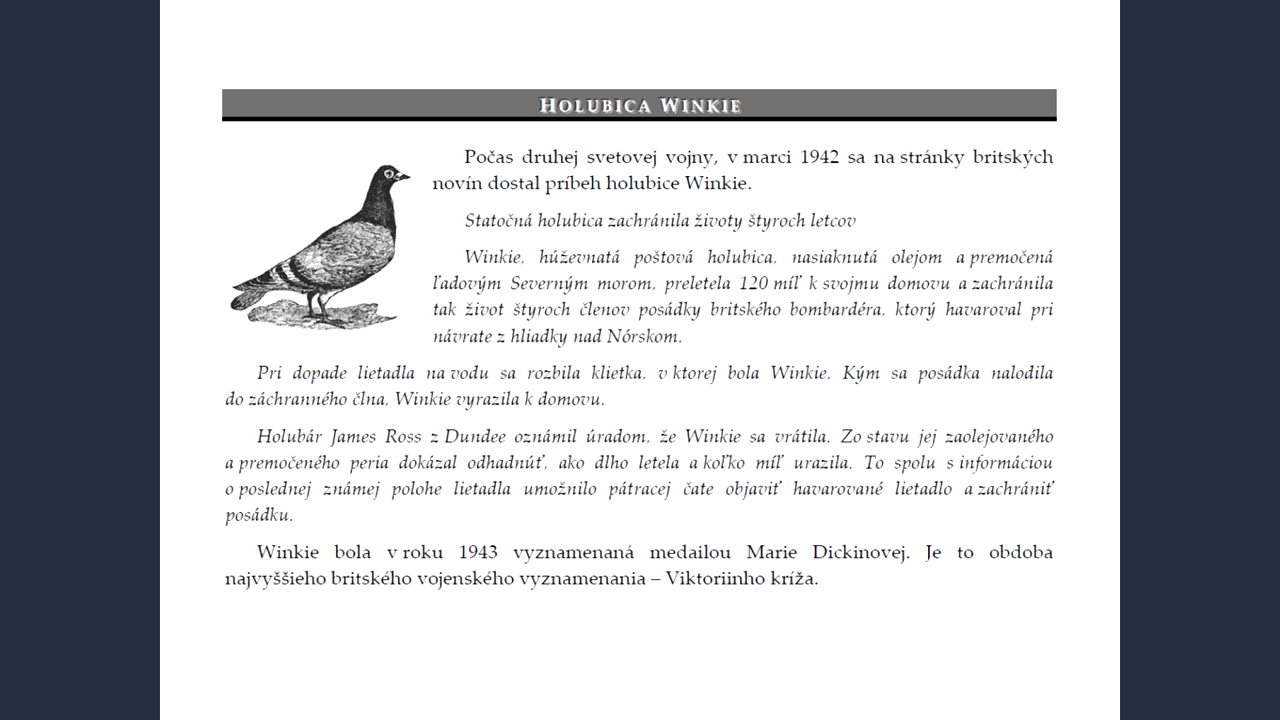 HOLUBICA WINKIE
Počas druhej svetovej vojny, v marci 1942 sa na stránky britských
novín dostal príbeh holubice Winkie.
Statočná holubica zachránila životy štyroch letcov
Winkie, húževnatá poštová holubica, nasiaknutá olejom a premočená
ľadovým Severným morom, preletela 120 míľ k svojmu domovu a zachránila
tak život štyroch členov posádky britského bombardéra, ktorý havaroval pri
návrate z hliadky nad Nórskom.
Pri dopade lietadla na vodu sa rozbila klietka, v ktorej bola Winkie. Kým sa posádka nalodila
do záchranného člna, Winkie vyrazila k domovu.
Holubár James Ross z Dundee oznámil úradom, že Winkie sa vrátila. Zo stavu jej zaolejovaného
a premočeného peria dokázal odhadnúť, ako dlho letela a koľko míľ urazila. To spolu s informáciou
o poslednej známej polohe lietadla umožnilo pátracej čate objaviť havarované lietadlo a zachrániť
posádku.
Winkie bola v roku 1943 vyznamenaná medailou Marie Dickinovej. Je to obdoba
najvyššieho britského vojenského vyznamenania – Viktoriinho kríža.